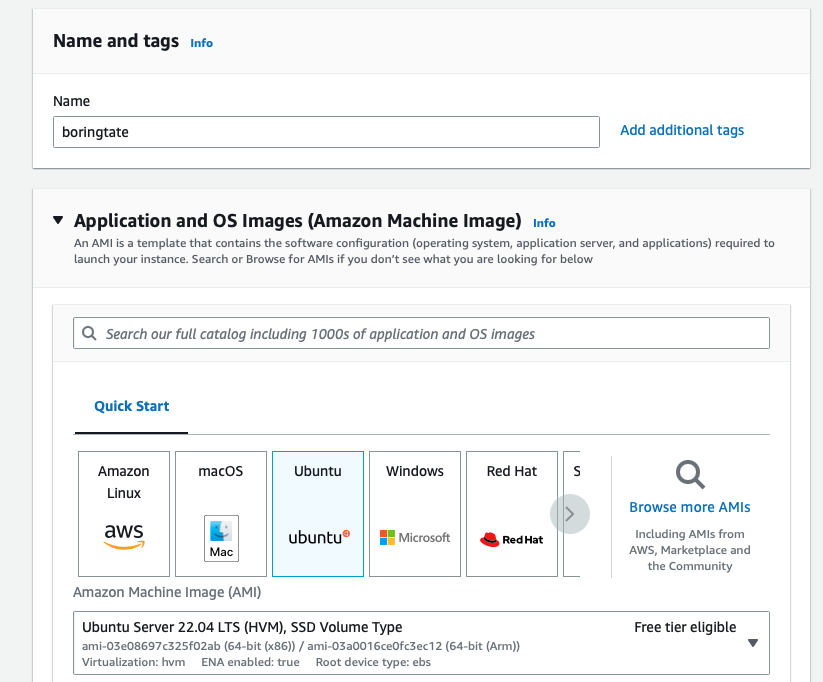 Name and tags Info
Name
boringtate
Add additional tags
Application and OS Images (Amazon Machine Image) Info
An AMI is a template that contains the software configuration (operating system, application server, and applications) required to
launch your instance. Search or Browse for AMIs if you don't see what you are looking for below
Search our full catalog including 1000s of application and OS images
Quick Start
Amazon
Linux
aws
macOS
Mac
Ubuntu
ubuntu
Windows
Microsoft
Red Hat
Red Hat
S
Browse more AMIs
Including AMIs from
AWS, Marketplace and
the Community
Amazon Machine Image (AMI)
Ubuntu Server 22.04 LTS (HVM), SSD Volume Type
Free tier eligible
ami-03e08697c325f02ab (64-bit (x86)) / ami-03a0016ce0fc3ec12 (64-bit (Arm))
Virtualization: hvm ENA enabled: true Root device type: ebs